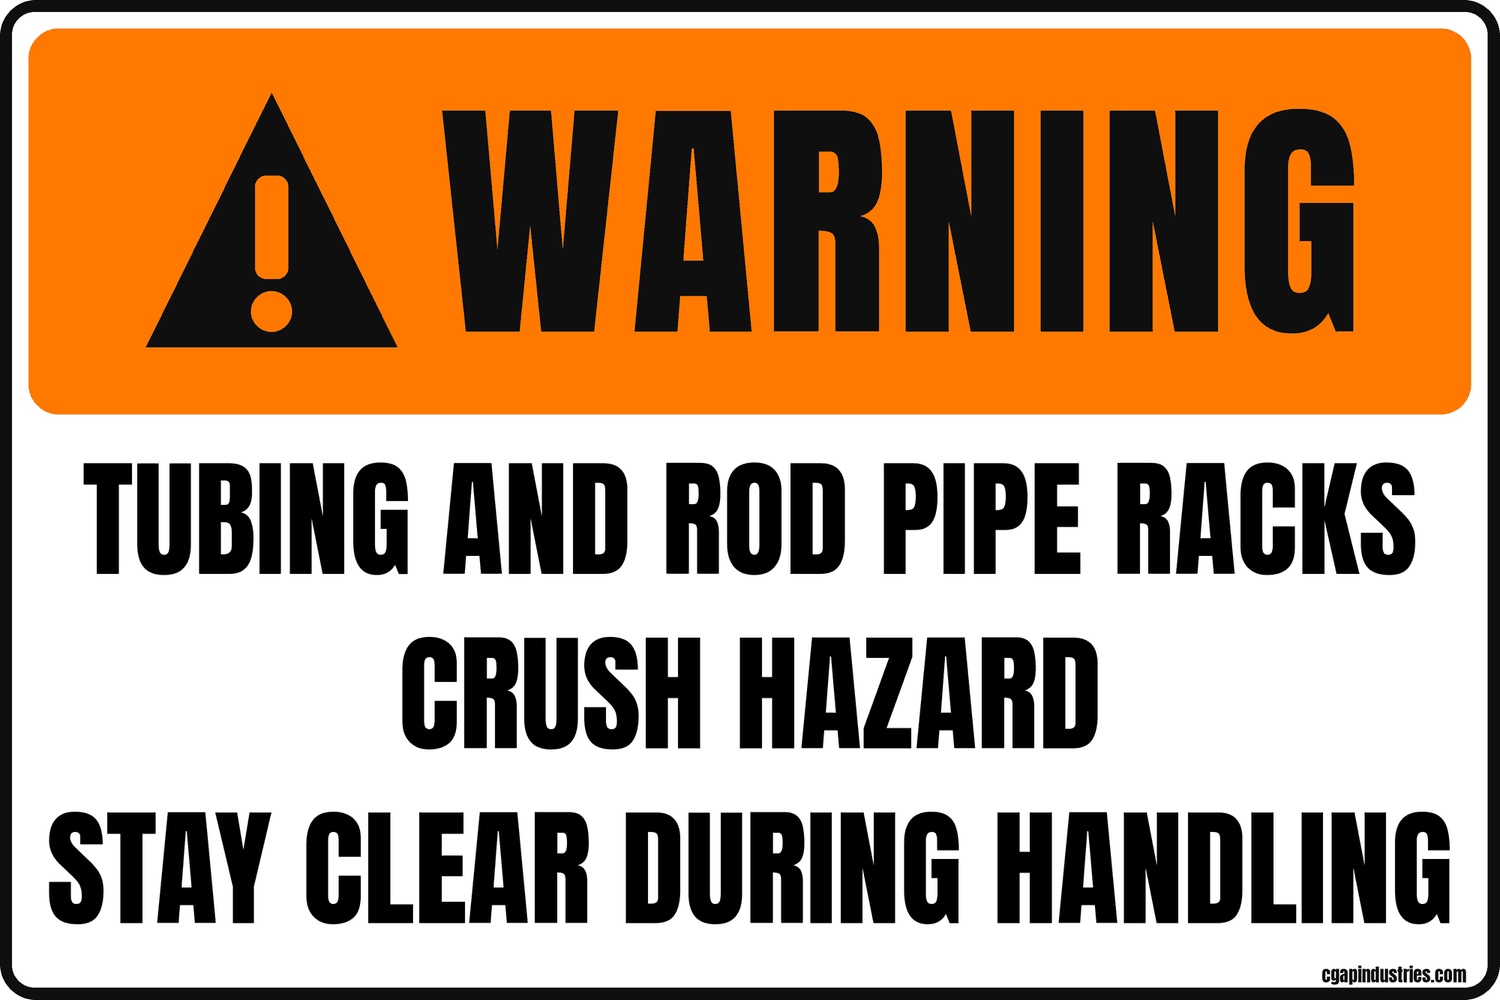 WARNING
TUBING AND ROD PIPE RACKS
CRUSH HAZARD
STAY CLEAR DURING HANDLING
cgapindustries.com